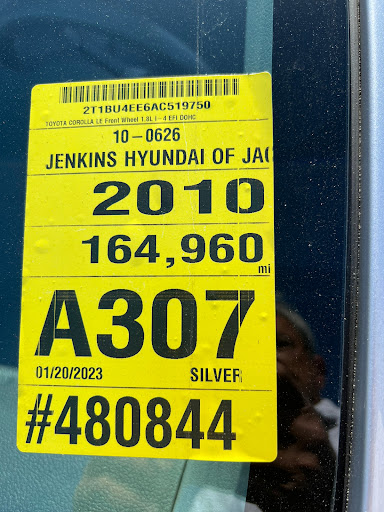 2T1BU4EE6AC519750
TOYOTA COROLLA LE Front Wheel 1.8L I-4 EFI DOHC
10-0626
JENKINS HYUNDAI OF JA
2010
164,960
mi
A307
01/20/2023 SILVER
#480844